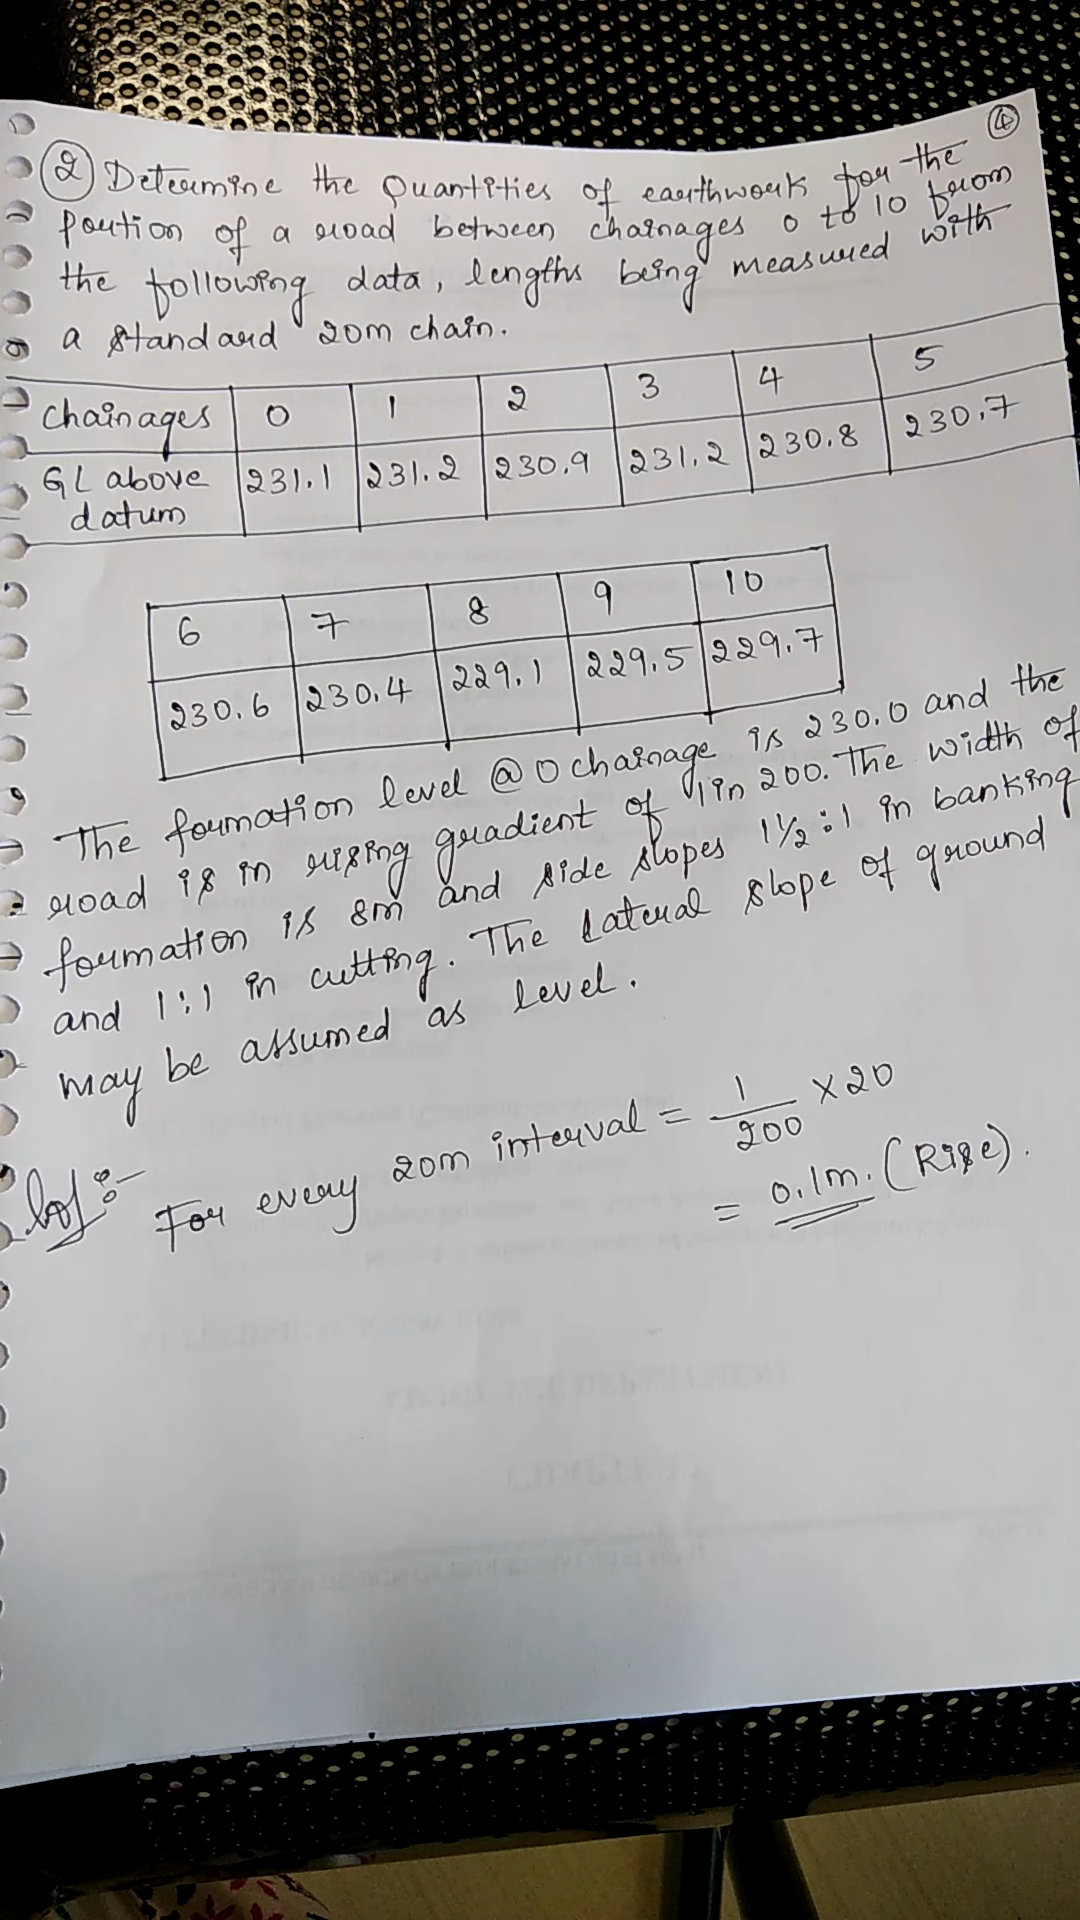 4
2 Determine the Quantities of earthwork for the
portion of a road between chainages 0 to 10 from
the following data, lengths being measured with
a standard 20m chain.
chainages 0 1 2 3 4 5
GL above datum 231.1 231.2 230.9 231.2 230.8 230.7
6 7 8 9 10
230.6 230.4 229.1 229.5 229.7
The formation level @ 0 chainage is 230.0 and the
road is in rising gradient of 1 in 200. The width of
formation is 8m and side slopes 1½:1 in banking
and 1:1 in cutting. The lateral slope of ground
may be assumed as level.
Sol:- For every 20m interval = 1/200 × 20
= 0.1m. (Rise).